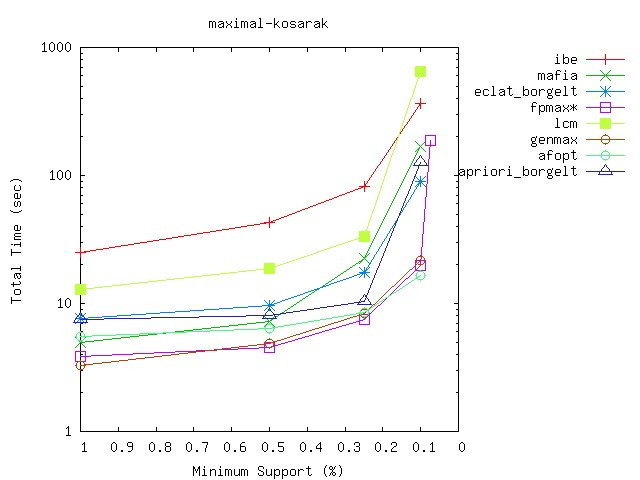 maximal-kosarak
1000
100
10
1
Total Time (sec)
1 0.9 0.8 0.7 0.6 0.5 0.4 0.3 0.2 0.1 0
Minimum Support (%)
ibe
mafia
eclat_borgelt
fpmax*
lcm
genmax
afopt
apriori_borgelt